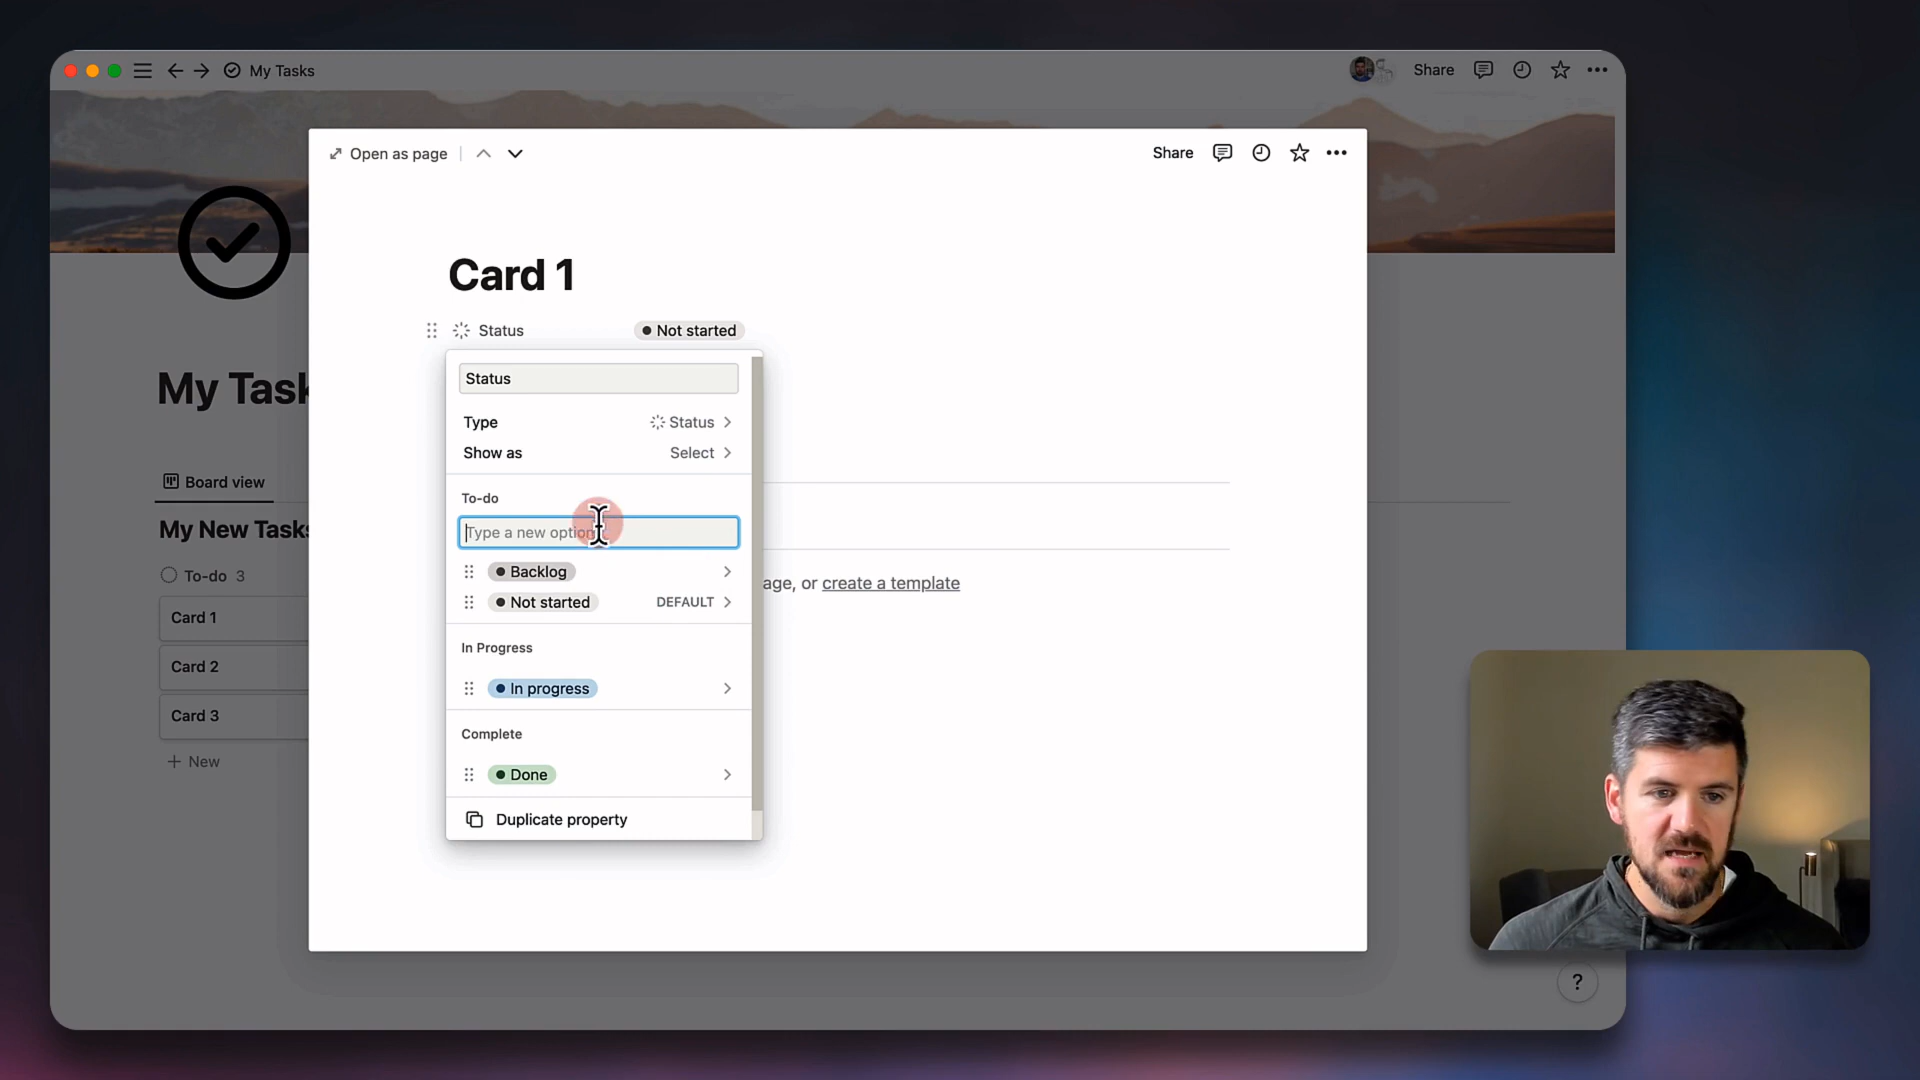 My Tasks
Share
Open as page
Share
Card 1
Status
Not started
Status
Type
Status
Show as
Select
To-do
Type a new option
Backlog
Not started
DEFAULT
In Progress
In progress
Complete
Done
Duplicate property
age, or create a template
My Task
Board view
My New Tasks
To-do 3
Card 1
Card 2
Card 3
+ New
?